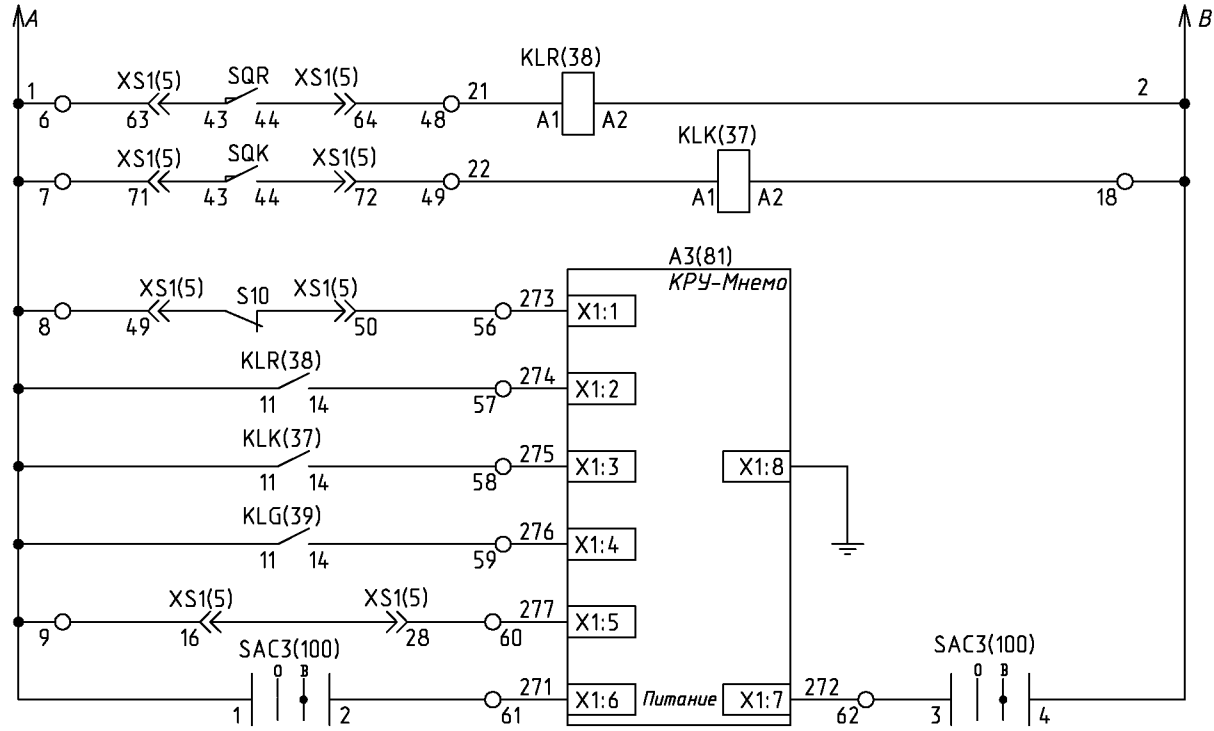 A B
KLR(38)
XS1(5) SQR XS1(5)
1 21 2
6 63 43 44 64 48 A1 A2
KLK(37)
XS1(5) SQK XS1(5)
22
7 71 43 44 72 49 A1 A2 18
A3(81)
КРУ-Мнемо
XS1(5) S10 XS1(5)
273 X1:1
8 49 50 56
KLR(38)
274 X1:2
11 14 57
KLK(37)
275 X1:3 X1:8
11 14 58
KLG(39)
276 X1:4
11 14 59
XS1(5) XS1(5)
277 X1:5
9 16 28 60
SAC3(100) SAC3(100)
О В О В
271 X1:6 Питание X1:7 272
1 2 61 62 3 4